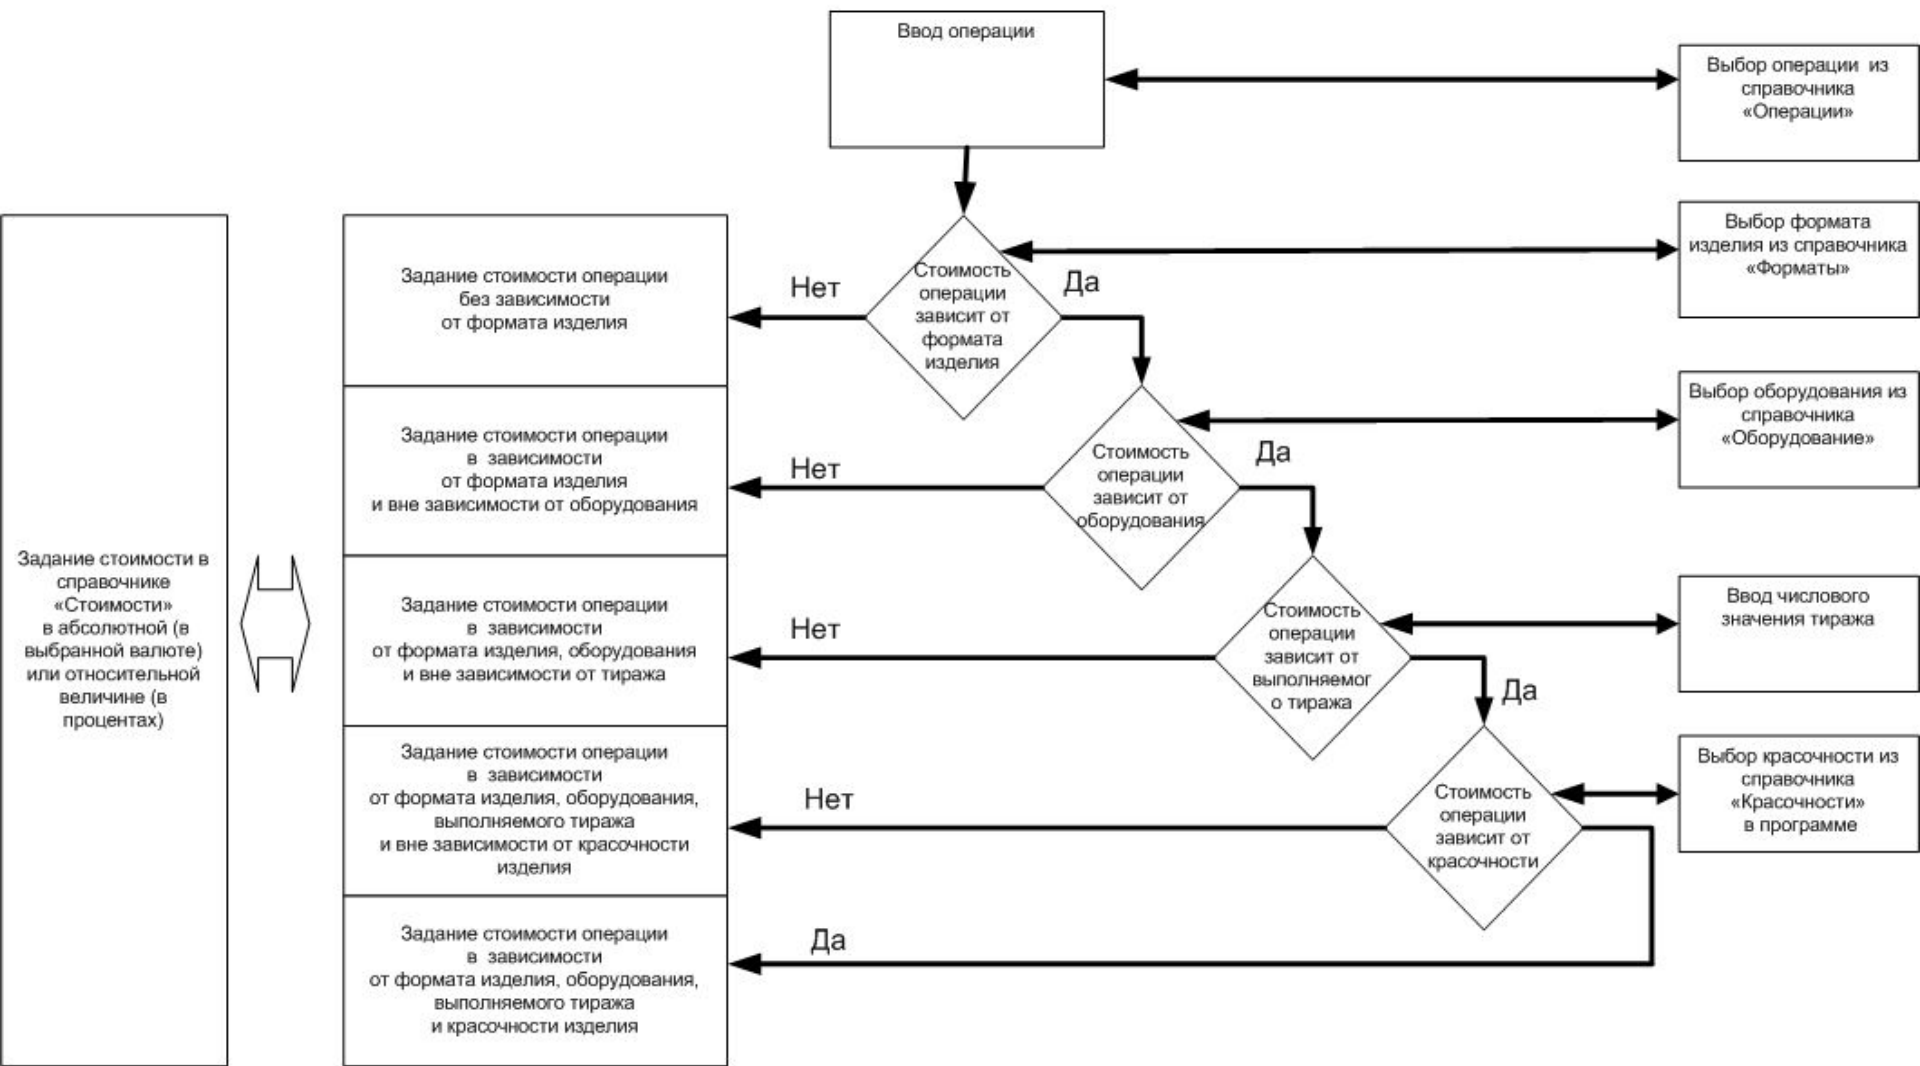 Ввод операции
Выбор операции из
справочника
«Операции»
Выбор формата
изделия из справочника
«Форматы»
Стоимость
операции
зависит от
формата
изделия
Нет
Да
Задание стоимости операции
без зависимости
от формата изделия
Выбор оборудования из
справочника
«Оборудование»
Стоимость
операции
зависит от
оборудования
Нет
Да
Задание стоимости операции
в зависимости
от формата изделия
и вне зависимости от оборудования
Задание стоимости в
справочнике
«Стоимости»
в абсолютной (в
выбранной валюте)
или относительной
величине (в
процентах)
Ввод числового
значения тиража
Стоимость
операции
зависит от
выполняемог
о тиража
Нет
Да
Задание стоимости операции
в зависимости
от формата изделия, оборудования
и вне зависимости от тиража
Выбор красочности из
справочника
«Красочности»
в программе
Стоимость
операции
зависит от
красочности
Нет
Задание стоимости операции
в зависимости
от формата изделия, оборудования,
выполняемого тиража
и вне зависимости от красочности
изделия
Да
Задание стоимости операции
в зависимости
от формата изделия, оборудования,
выполняемого тиража
и красочности изделия